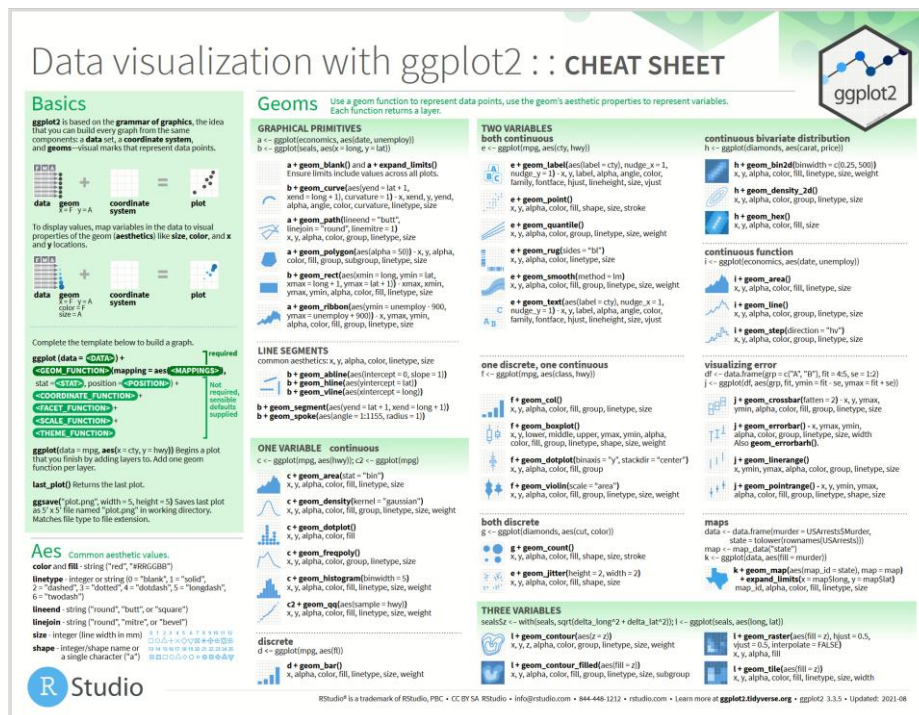 Data visualization with ggplot2 : : CHEAT SHEET
ggplot2
Basics
ggplot2 is based on the grammar of graphics, the idea
that you can build every graph from the same
components: a data set, a coordinate system,
and geoms—visual marks that represent data points.
F M A
data geom coordinate plot
x = F y = A system
To display values, map variables in the data to visual
properties of the geom (aesthetics) like size, color, and x
and y locations.
F M A
data geom coordinate plot
x = F y = A system
color = F
size = A
Complete the template below to build a graph.
required
ggplot (data = <DATA>) +
<GEOM_FUNCTION>(mapping = aes(<MAPPINGS>),
stat = <STAT>, position = <POSITION>) +
Not
required,
sensible
defaults
supplied
<COORDINATE_FUNCTION> +
<FACET_FUNCTION> +
<SCALE_FUNCTION> +
<THEME_FUNCTION>
ggplot(data = mpg, aes(x = cty, y = hwy)) Begins a plot
that you finish by adding layers to. Add one geom
function per layer.
last_plot() Returns the last plot.
ggsave("plot.png", width = 5, height = 5) Saves last plot
as 5' x 5' file named "plot.png" in working directory.
Matches file type to file extension.
Aes Common aesthetic values.
color and fill - string ("red", "#RRGGBB")
linetype - integer or string (0 = "blank", 1 = "solid",
2 = "dashed", 3 = "dotted", 4 = "dotdash", 5 = "longdash",
6 = "twodash")
lineend - string ("round", "butt", or "square")
linejoin - string ("round", "mitre", or "bevel")
size - integer (line width in mm)
shape - integer/shape name or
a single character ("a")
0 1 2 3 4 5 6 7 8 9 10 11 12
13 14 15 16 17 18 19 20 21 22 23 24 25
Geoms Use a geom function to represent data points, use the geom's aesthetic properties to represent variables.
Each function returns a layer.
GRAPHICAL PRIMITIVES
a <- ggplot(economics, aes(date, unemploy))
b <- ggplot(seals, aes(x = long, y = lat))
a + geom_blank() and a + expand_limits()
Ensure limits include values across all plots.
b + geom_curve(aes(yend = lat + 1,
xend = long + 1), curvature = 1) - x, xend, y, yend,
alpha, angle, color, curvature, linetype, size
a + geom_path(lineend = "butt",
linejoin = "round", linemitre = 1)
x, y, alpha, color, group, linetype, size
a + geom_polygon(aes(alpha = 50)) - x, y, alpha,
color, fill, group, subgroup, linetype, size
b + geom_rect(aes(xmin = long, ymin = lat,
xmax = long + 1, ymax = lat + 1)) - xmax, xmin,
ymax, ymin, alpha, color, fill, linetype, size
a + geom_ribbon(aes(ymin = unemploy - 900,
ymax = unemploy + 900)) - x, ymax, ymin,
alpha, color, fill, group, linetype, size
LINE SEGMENTS
common aesthetics: x, y, alpha, color, linetype, size
b + geom_abline(aes(intercept = 0, slope = 1))
b + geom_hline(aes(yintercept = lat))
b + geom_vline(aes(xintercept = long))
b + geom_segment(aes(yend = lat + 1, xend = long + 1))
b + geom_spoke(aes(angle = 1:1155, radius = 1))
ONE VARIABLE continuous
c <- ggplot(mpg, aes(hwy)); c2 <- ggplot(mpg)
c + geom_area(stat = "bin")
x, y, alpha, color, fill, linetype, size
c + geom_density(kernel = "gaussian")
x, y, alpha, color, fill, group, linetype, size, weight
c + geom_dotplot()
x, y, alpha, color, fill
c + geom_freqpoly()
x, y, alpha, color, group, linetype, size
c + geom_histogram(binwidth = 5)
x, y, alpha, color, fill, linetype, size, weight
c2 + geom_qq(aes(sample = hwy))
x, y, alpha, color, fill, linetype, size, weight
discrete
d <- ggplot(mpg, aes(fl))
d + geom_bar()
x, alpha, color, fill, linetype, size, weight
TWO VARIABLES
both continuous
e <- ggplot(mpg, aes(cty, hwy))
e + geom_label(aes(label = cty), nudge_x = 1,
nudge_y = 1) - x, y, label, alpha, angle, color,
family, fontface, hjust, lineheight, size, vjust
e + geom_point()
x, y, alpha, color, fill, shape, size, stroke
e + geom_quantile()
x, y, alpha, color, group, linetype, size, weight
e + geom_rug(sides = "bl")
x, y, alpha, color, linetype, size
e + geom_smooth(method = lm)
x, y, alpha, color, fill, group, linetype, size, weight
e + geom_text(aes(label = cty), nudge_x = 1,
nudge_y = 1) - x, y, label, alpha, angle, color,
family, fontface, hjust, lineheight, size, vjust
one discrete, one continuous
f <- ggplot(mpg, aes(class, hwy))
f + geom_col()
x, y, alpha, color, fill, group, linetype, size
f + geom_boxplot()
x, y, lower, middle, upper, ymax, ymin, alpha,
color, fill, group, linetype, shape, size, weight
f + geom_dotplot(binaxis = "y", stackdir = "center")
x, y, alpha, color, fill, group
f + geom_violin(scale = "area")
x, y, alpha, color, fill, group, linetype, size, weight
both discrete
g <- ggplot(diamonds, aes(cut, color))
g + geom_count()
x, y, alpha, color, fill, shape, size, stroke
e + geom_jitter(height = 2, width = 2)
x, y, alpha, color, fill, shape, size
continuous bivariate distribution
h <- ggplot(diamonds, aes(carat, price))
h + geom_bin2d(binwidth = c(0.25, 500))
x, y, alpha, color, fill, linetype, size, weight
h + geom_density_2d()
x, y, alpha, color, group, linetype, size
h + geom_hex()
x, y, alpha, color, fill, size
continuous function
i <- ggplot(economics, aes(date, unemploy))
i + geom_area()
x, y, alpha, color, fill, linetype, size
i + geom_line()
x, y, alpha, color, group, linetype, size
i + geom_step(direction = "hv")
x, y, alpha, color, group, linetype, size
visualizing error
df <- data.frame(grp = c("A", "B"), fit = 4:5, se = 1:2)
j <- ggplot(df, aes(grp, fit, ymin = fit - se, ymax = fit + se))
j + geom_crossbar(fatten = 2) - x, y, ymax,
ymin, alpha, color, fill, group, linetype, size
j + geom_errorbar() - x, ymax, ymin,
alpha, color, group, linetype, size, width
Also geom_errorbarh().
j + geom_linerange()
x, ymin, ymax, alpha, color, group, linetype, size
j + geom_pointrange() - x, y, ymin, ymax,
alpha, color, fill, group, linetype, shape, size
maps
data <- data.frame(murder = USArrests$Murder,
state = tolower(rownames(USArrests)))
map <- map_data("state")
k <- ggplot(data, aes(fill = murder))
k + geom_map(aes(map_id = state), map = map)
+ expand_limits(x = map$long, y = map$lat)
map_id, alpha, color, fill, linetype, size
THREE VARIABLES
seals$z <- with(seals, sqrt(delta_long^2 + delta_lat^2)); l <- ggplot(seals, aes(long, lat))
l + geom_contour(aes(z = z))
x, y, z, alpha, color, group, linetype, size, weight
l + geom_contour_filled(aes(fill = z))
x, y, alpha, color, fill, group, linetype, size, subgroup
l + geom_raster(aes(fill = z), hjust = 0.5,
vjust = 0.5, interpolate = FALSE)
x, y, alpha, fill
l + geom_tile(aes(fill = z))
x, y, alpha, color, fill, linetype, size, width
R Studio
RStudio® is a trademark of RStudio, PBC • CC BY SA RStudio • info@rstudio.com • 844-448-1212 • rstudio.com • Learn more at ggplot2.tidyverse.org • ggplot2 3.3.5 • Updated: 2021-08